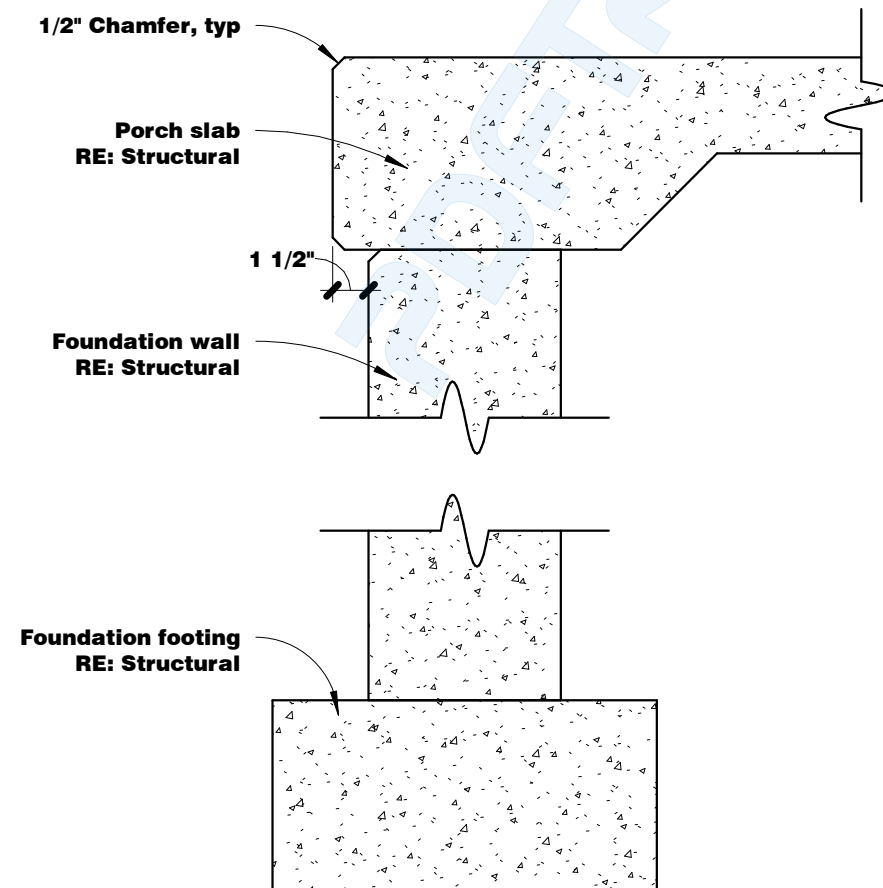 1/2" Chamfer, typ
Porch slab
RE: Structural
1 1/2"
Foundation wall
RE: Structural
Foundation footing
RE: Structural
PDFTR